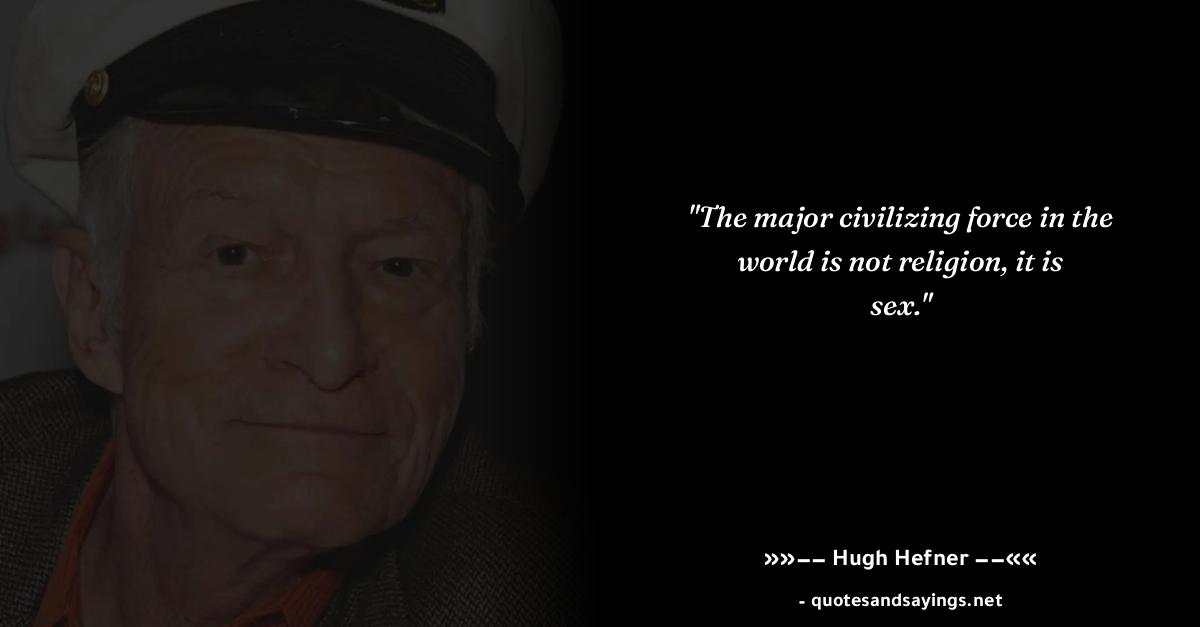 "The major civilizing force in the
world is not religion, it is
sex."
»»−− Hugh Hefner −−««
- quotesandsayings.net